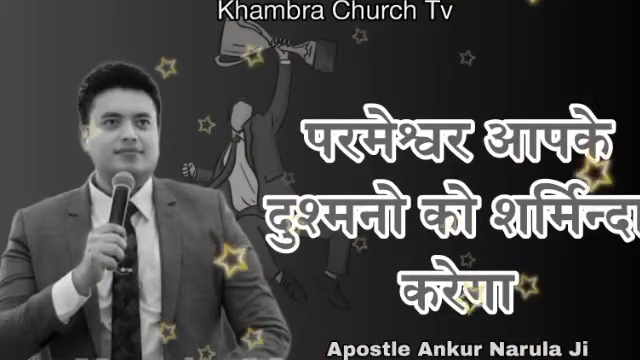 Khambra Church Tv
परमेश्वर आपके
दुश्मनो को शर्मिन्दा
करेगा
Apostle Ankur Narula Ji